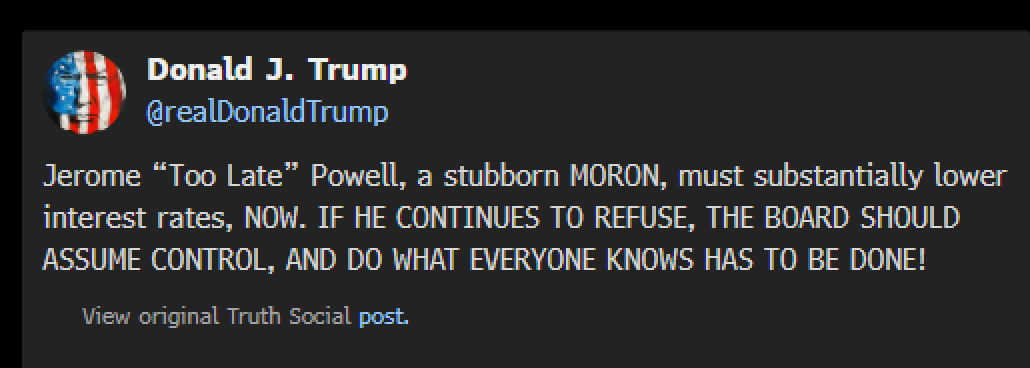 Donald J. Trump
@realDonaldTrump
Jerome “Too Late” Powell, a stubborn MORON, must substantially lower
interest rates, NOW. IF HE CONTINUES TO REFUSE, THE BOARD SHOULD
ASSUME CONTROL, AND DO WHAT EVERYONE KNOWS HAS TO BE DONE!
View original Truth Social post.